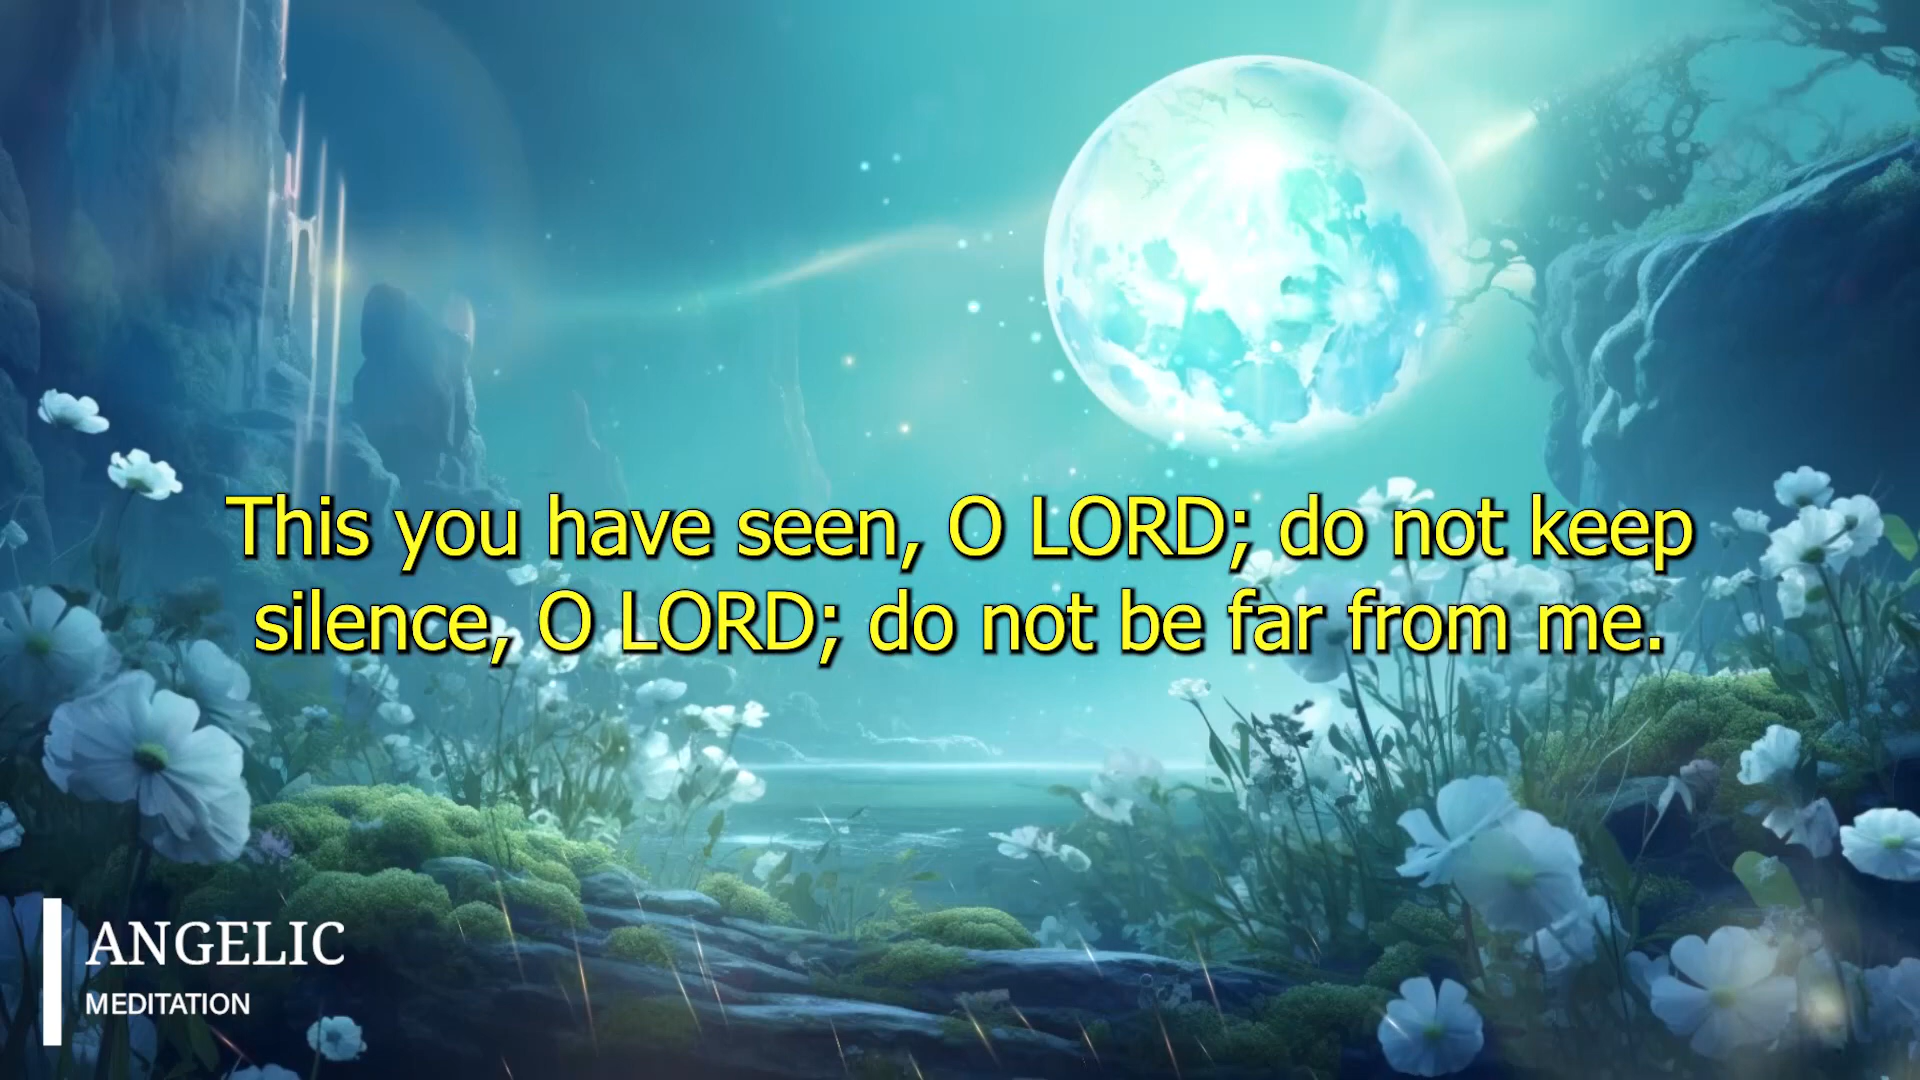 This you have seen, O LORD; do not keep
silence, O LORD; do not be far from me.
ANGELIC
MEDITATION